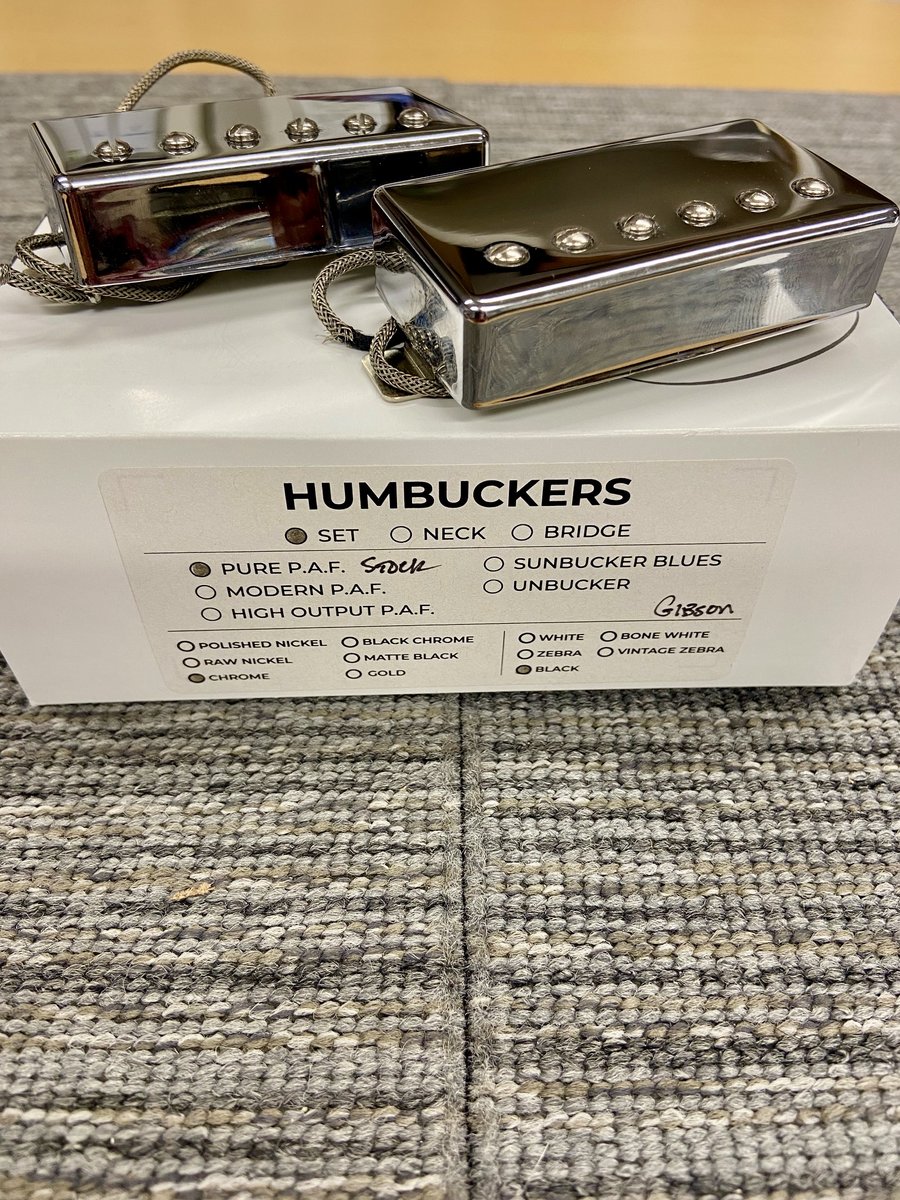 HUMBUCKERS
SET NECK BRIDGE
PURE P.A.F. Stock SUNBUCKER BLUES
MODERN P.A.F. UNBUCKER
HIGH OUTPUT P.A.F. Gibson
POLISHED NICKEL BLACK CHROME WHITE BONE WHITE
RAW NICKEL MATTE BLACK ZEBRA VINTAGE ZEBRA
CHROME GOLD BLACK